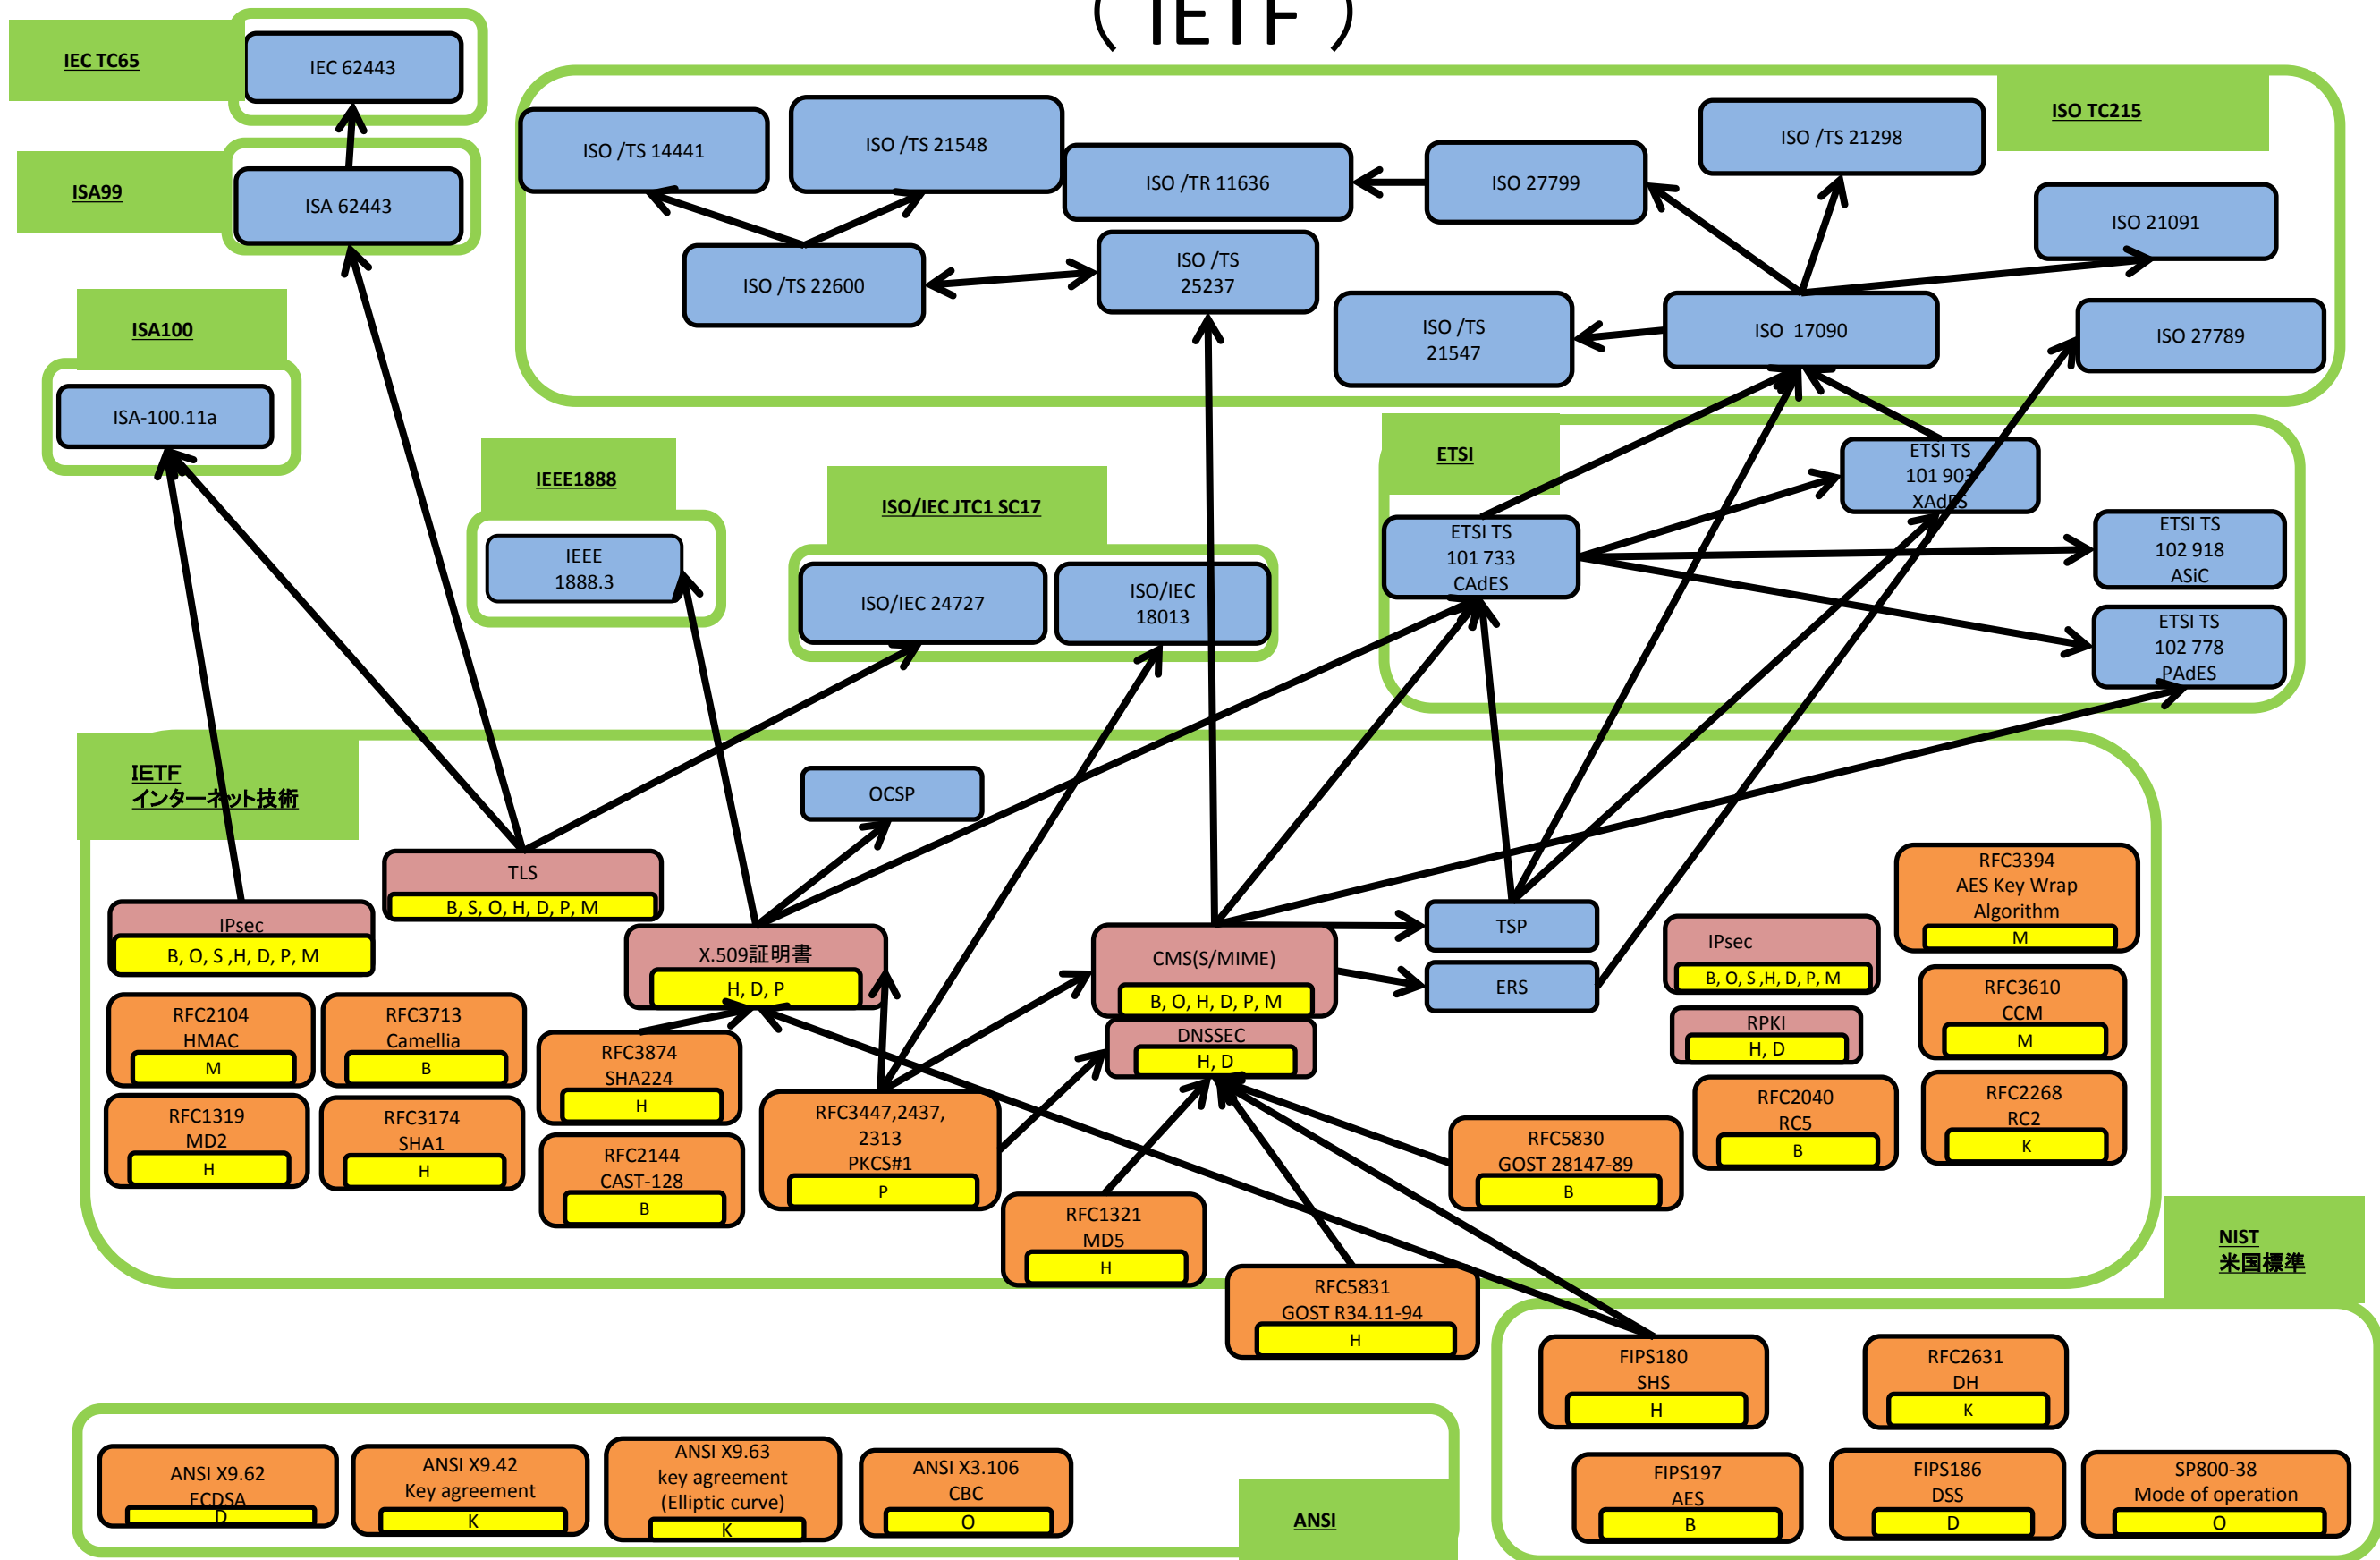 ( IETF )
IEC TC65
IEC 62443
ISA99
ISA 62443
ISO TC215
ISO /TS 14441
ISO /TS 21548
ISO /TR 11636
ISO 27799
ISO /TS 21298
ISO 21091
ISO /TS 22600
ISO /TS
25237
ISO /TS
21547
ISO 17090
ISO 27789
ISA100
ISA-100.11a
IEEE1888
IEEE
1888.3
ISO/IEC JTC1 SC17
ISO/IEC 24727
ISO/IEC
18013
ETSI
ETSI TS
101 733
CAdES
ETSI TS
101 903
XAdES
ETSI TS
102 918
ASiC
ETSI TS
102 778
PAdES
IETF
インターネット技術
OCSP
TLS
B, S, O, H, D, P, M
IPsec
B, O, S ,H, D, P, M
X.509証明書
H, D, P
CMS(S/MIME)
B, O, H, D, P, M
DNSSEC
H, D
TSP
ERS
IPsec
B, O, S ,H, D, P, M
RPKI
H, D
RFC3394
AES Key Wrap
Algorithm
M
RFC3610
CCM
M
RFC2104
HMAC
M
RFC3713
Camellia
B
RFC3874
SHA224
H
RFC1319
MD2
H
RFC3174
SHA1
H
RFC2144
CAST-128
B
RFC3447,2437,
2313
PKCS#1
P
RFC1321
MD5
H
RFC5831
GOST R34.11-94
H
RFC5830
GOST 28147-89
B
RFC2040
RC5
B
RFC2268
RC2
K
NIST
米国標準
FIPS180
SHS
H
RFC2631
DH
K
FIPS197
AES
B
FIPS186
DSS
D
SP800-38
Mode of operation
O
ANSI X9.62
ECDSA
D
ANSI X9.42
Key agreement
K
ANSI X9.63
key agreement
(Elliptic curve)
K
ANSI X3.106
CBC
O
ANSI